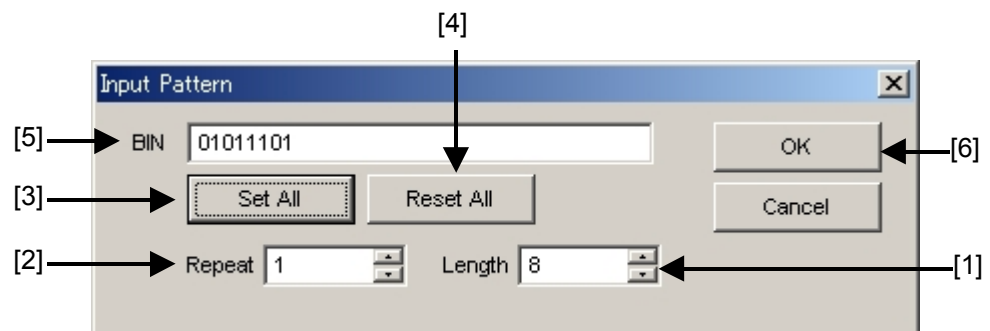 [4]
Input Pattern
[5] BIN 01011101 OK [6]
[3] Set All Reset All Cancel
[2] Repeat 1 Length 8 [1]